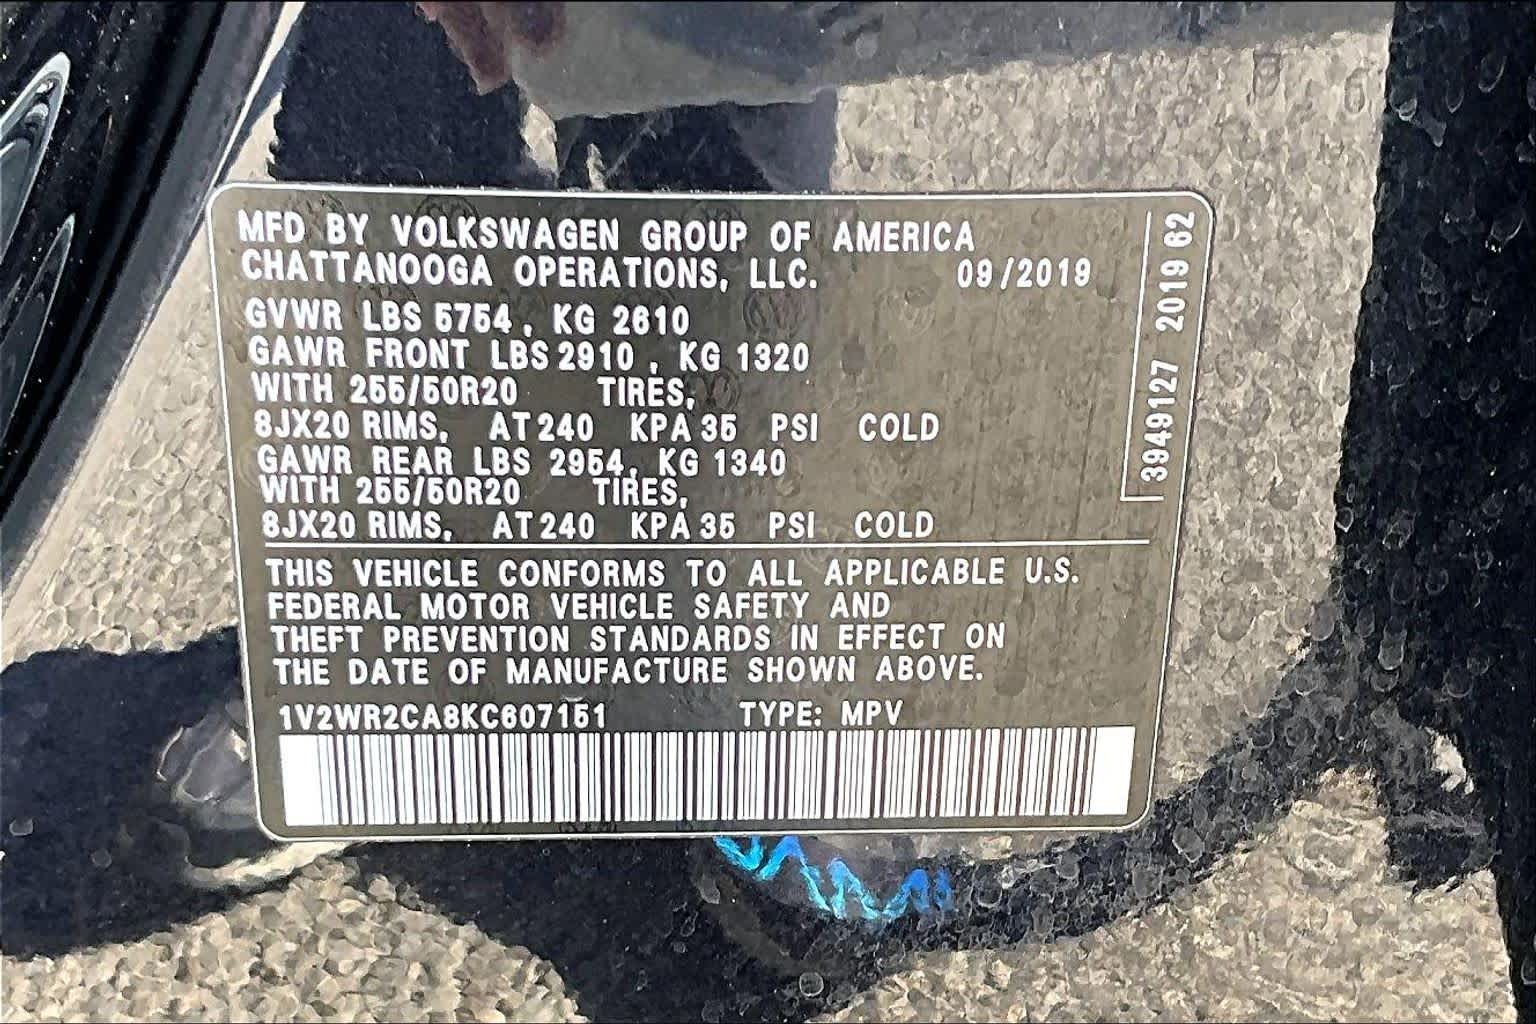 MFD BY VOLKSWAGEN GROUP OF AMERICA
CHATTANOOGA OPERATIONS, LLC. 09/2019
GVWR LBS 5754, KG 2610
GAWR FRONT LBS 2910, KG 1320
WITH 255/50R20 TIRES,
8JX20 RIMS, AT 240 KPA 35 PSI COLD
GAWR REAR LBS 2954, KG 1340
WITH 255/50R20 TIRES,
8JX20 RIMS, AT 240 KPA 35 PSI COLD
THIS VEHICLE CONFORMS TO ALL APPLICABLE U.S.
FEDERAL MOTOR VEHICLE SAFETY AND
THEFT PREVENTION STANDARDS IN EFFECT ON
THE DATE OF MANUFACTURE SHOWN ABOVE.
1V2WR2CA8KC607151 TYPE: MPV
3949127 2019 62